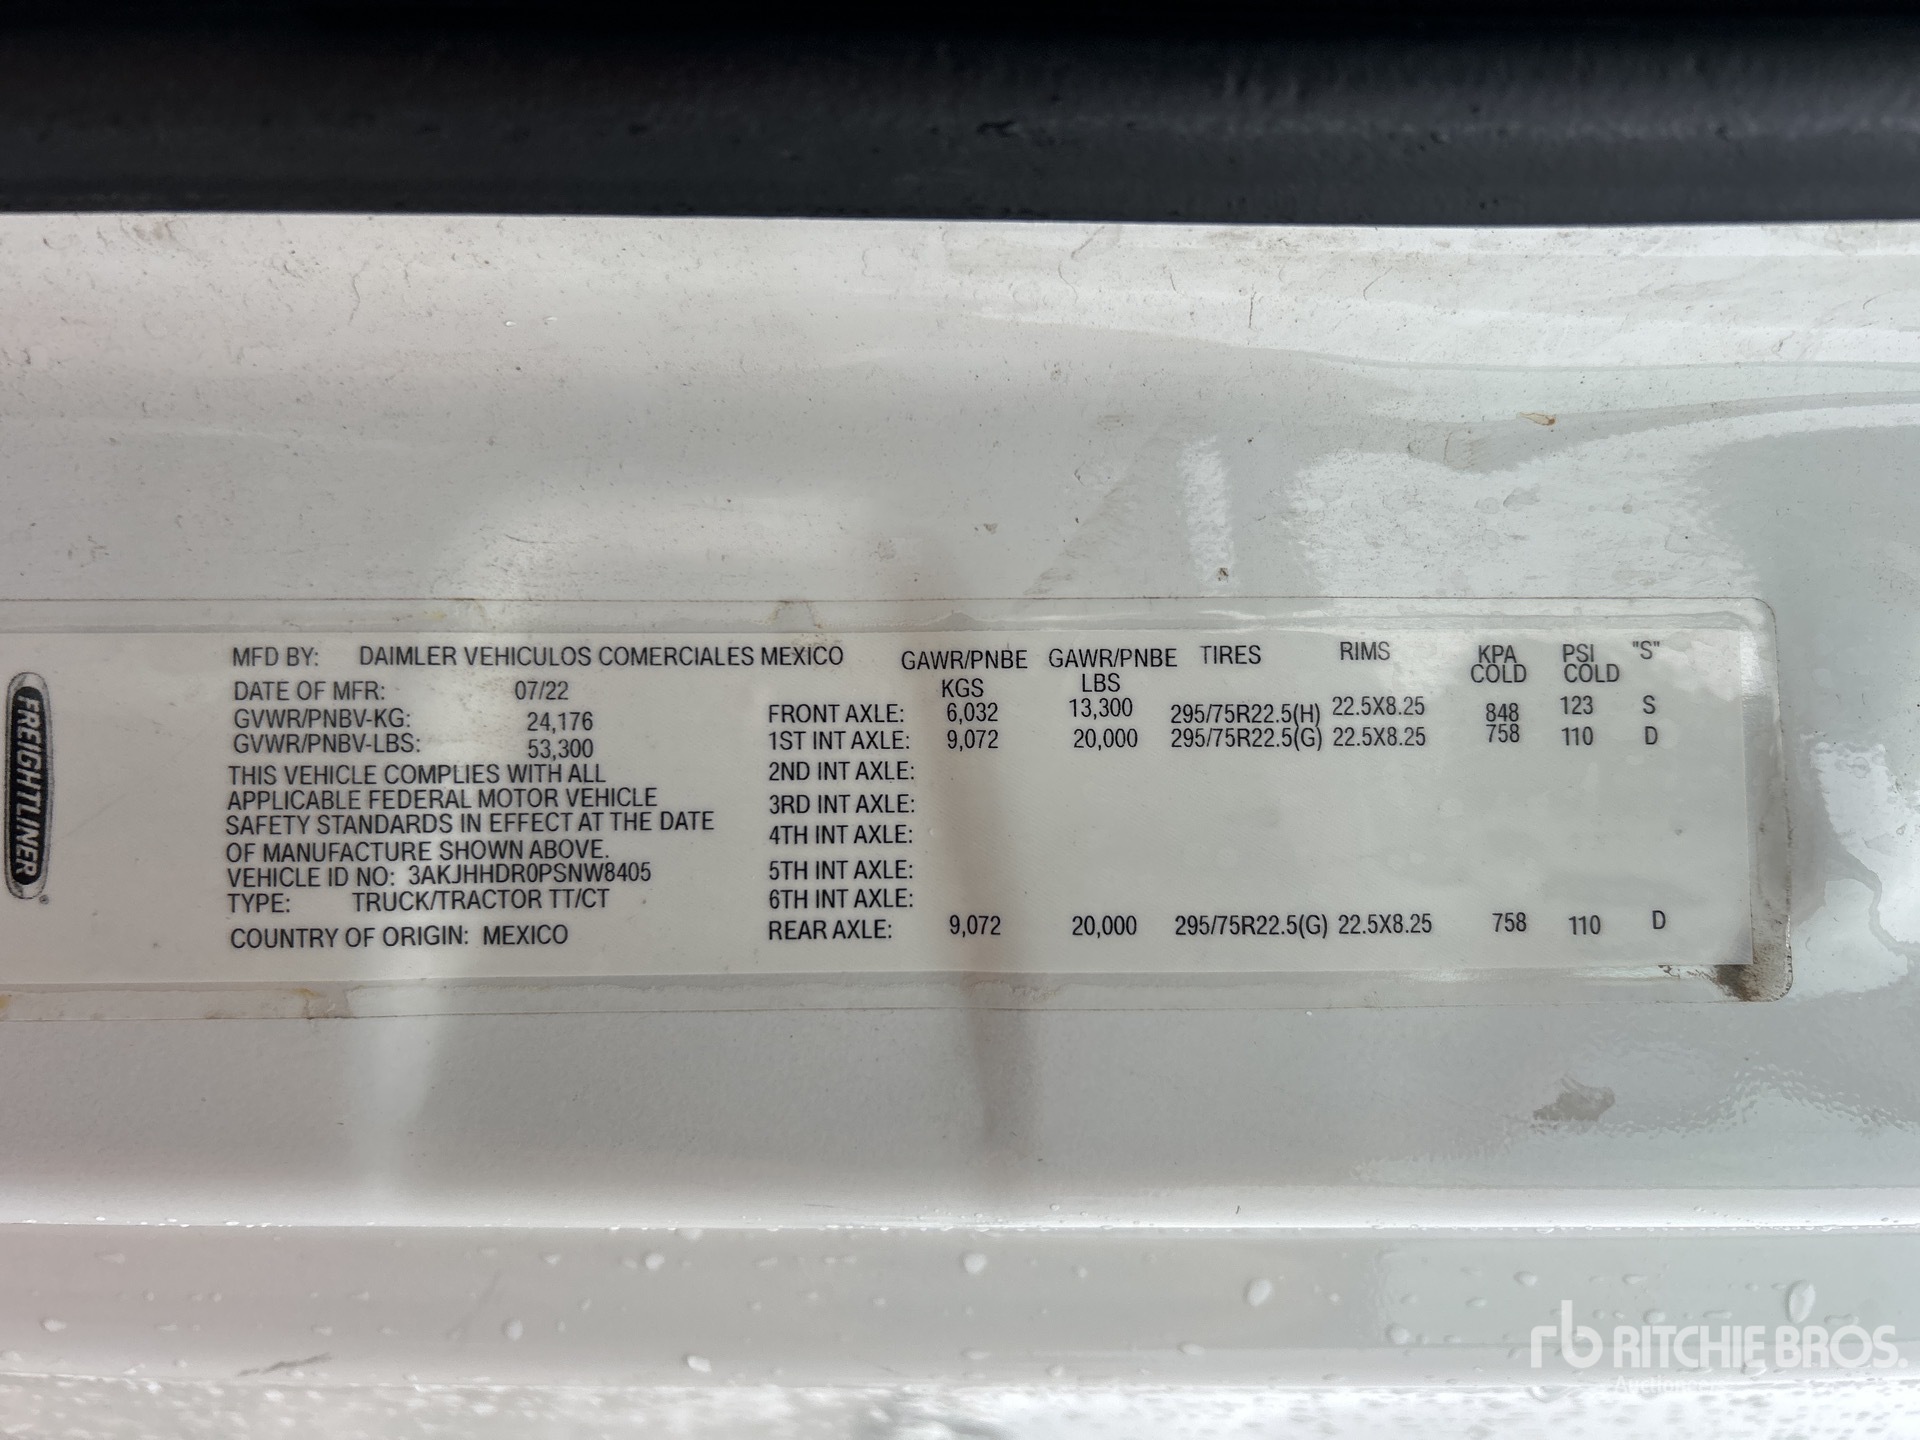 FREIGHTLINER®
MFD BY: DAIMLER VEHICULOS COMERCIALES MEXICO
DATE OF MFR: 07/22
GVWR/PNBV-KG: 24,176
GVWR/PNBV-LBS: 53,300
THIS VEHICLE COMPLIES WITH ALL
APPLICABLE FEDERAL MOTOR VEHICLE
SAFETY STANDARDS IN EFFECT AT THE DATE
OF MANUFACTURE SHOWN ABOVE.
VEHICLE ID NO: 3AKJHHDR0PSNW8405
TYPE: TRUCK/TRACTOR TT/CT
COUNTRY OF ORIGIN: MEXICO
GAWR/PNBE GAWR/PNBE TIRES RIMS KPA PSI "S"
KGS LBS COLD COLD
FRONT AXLE: 6,032 13,300 295/75R22.5(H) 22.5X8.25 848 123 S
1ST INT AXLE: 9,072 20,000 295/75R22.5(G) 22.5X8.25 758 110 D
2ND INT AXLE:
3RD INT AXLE:
4TH INT AXLE:
5TH INT AXLE:
6TH INT AXLE:
REAR AXLE: 9,072 20,000 295/75R22.5(G) 22.5X8.25 758 110 D
rb RITCHIE BROS.